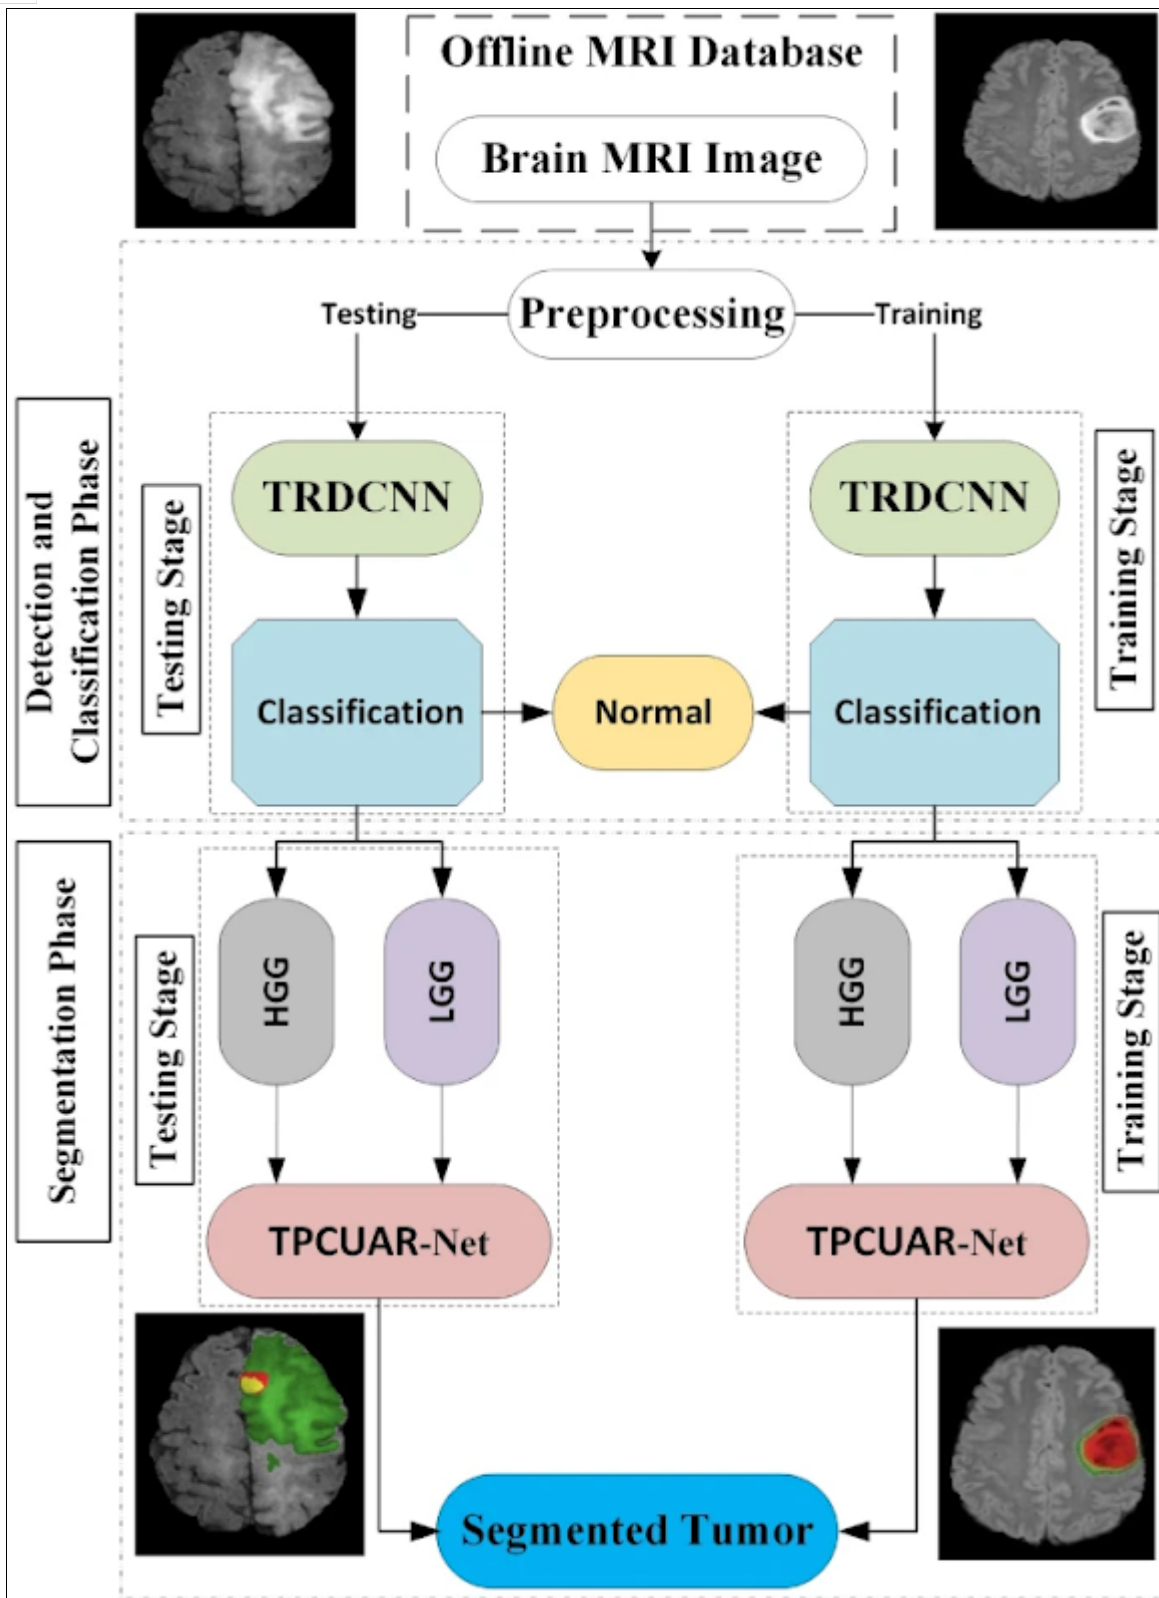 Offline MRI Database
Brain MRI Image
Preprocessing
Testing
Training
Detection and
Classification Phase
Testing Stage
TRDCNN
TRDCNN
Training Stage
Classification
Normal
Classification
Segmentation Phase
Testing Stage
HGG
LGG
HGG
LGG
Training Stage
TPCUAR-Net
TPCUAR-Net
Segmented Tumor